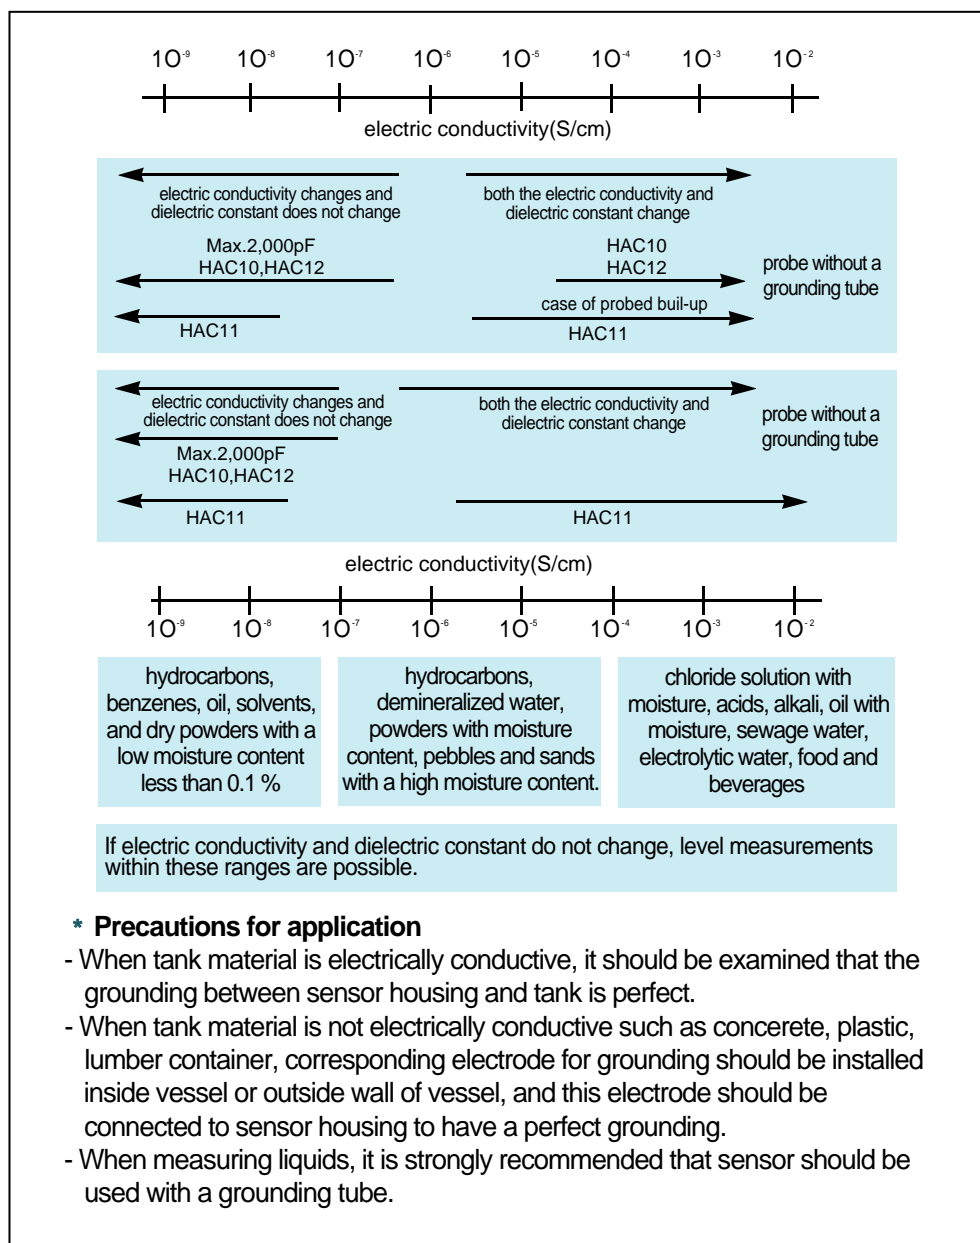 10-9 10-8 10-7 10-6 10-5 10-4 10-3 10-2
electric conductivity(S/cm)
electric conductivity changes and
dielectric constant does not change
both the electric conductivity and
dielectric constant change
Max.2,000pF
HAC10,HAC12
HAC10
HAC12
probe without a
grounding tube
case of probed buil-up
HAC11
HAC11
electric conductivity changes and
dielectric constant does not change
both the electric conductivity and
dielectric constant change
probe without a
grounding tube
Max.2,000pF
HAC10,HAC12
HAC11
HAC11
electric conductivity(S/cm)
10-9 10-8 10-7 10-6 10-5 10-4 10-3 10-2
hydrocarbons,
benzenes, oil, solvents,
and dry powders with a
low moisture content
less than 0.1 %
hydrocarbons,
demineralized water,
powders with moisture
content, pebbles and sands
with a high moisture content.
chloride solution with
moisture, acids, alkali, oil with
moisture, sewage water,
electrolytic water, food and
beverages
If electric conductivity and dielectric constant do not change, level measurements
within these ranges are possible.
* Precautions for application
- When tank material is electrically conductive, it should be examined that the
grounding between sensor housing and tank is perfect.
- When tank material is not electrically conductive such as concerete, plastic,
lumber container, corresponding electrode for grounding should be installed
inside vessel or outside wall of vessel, and this electrode should be
connected to sensor housing to have a perfect grounding.
- When measuring liquids, it is strongly recommended that sensor should be
used with a grounding tube.